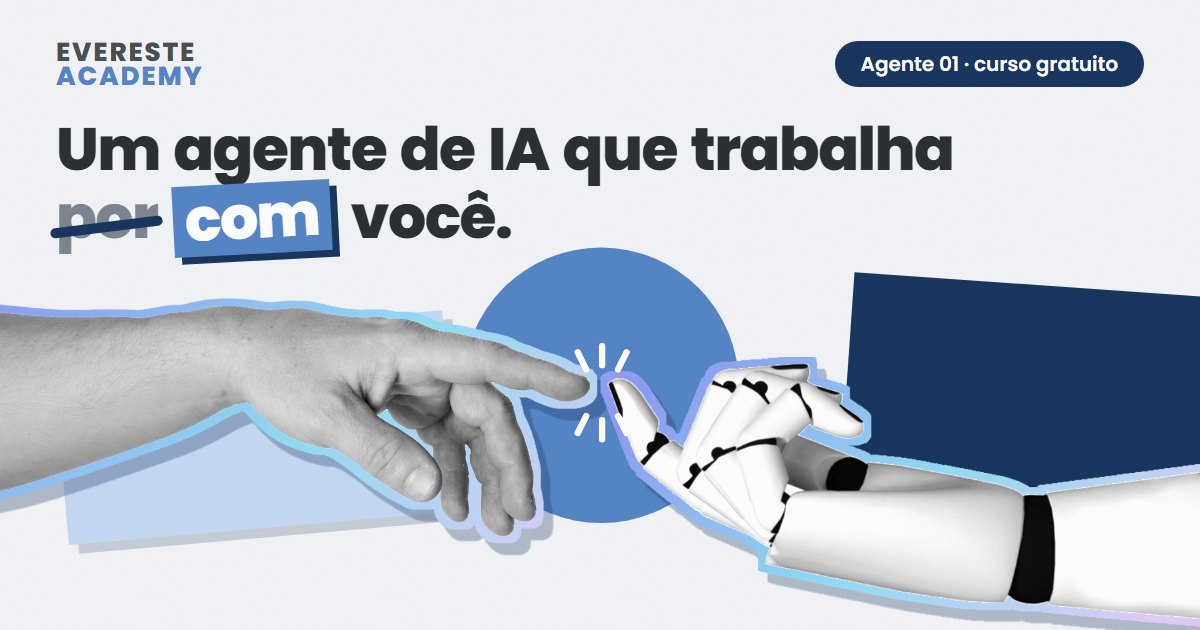 EVERESTE
ACADEMY
Agente 01 · curso gratuito
Um agente de IA que trabalha
por com você.